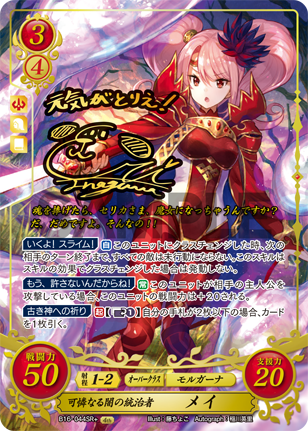 3
4
元気がとりえ!
魂を捧げたら、セリカさま、魔女になっちゃうんですか?
だ、だめですよ、そんなの!!
いくよ! スライム! 自 このユニットにクラスチェンジした時、次の
相手のターン終了まで、すべての敵は未行動にならない。このスキルは
スキルの効果でクラスチェンジした場合は発動しない。
もう、許さないんだからね! 常 このユニットが相手の主人公を
攻撃している場合、このユニットの戦闘力は+20される。
古き神への祈り 起 自分の手札が2枚以下の場合、カード
を1枚引く。
戦闘力
50
射程 1-2 オーバークラス モルガーナ
支援力
20
可憐なる闇の統治者 メイ
B16-044SR+ Illust:藤ちょこ Autograph: